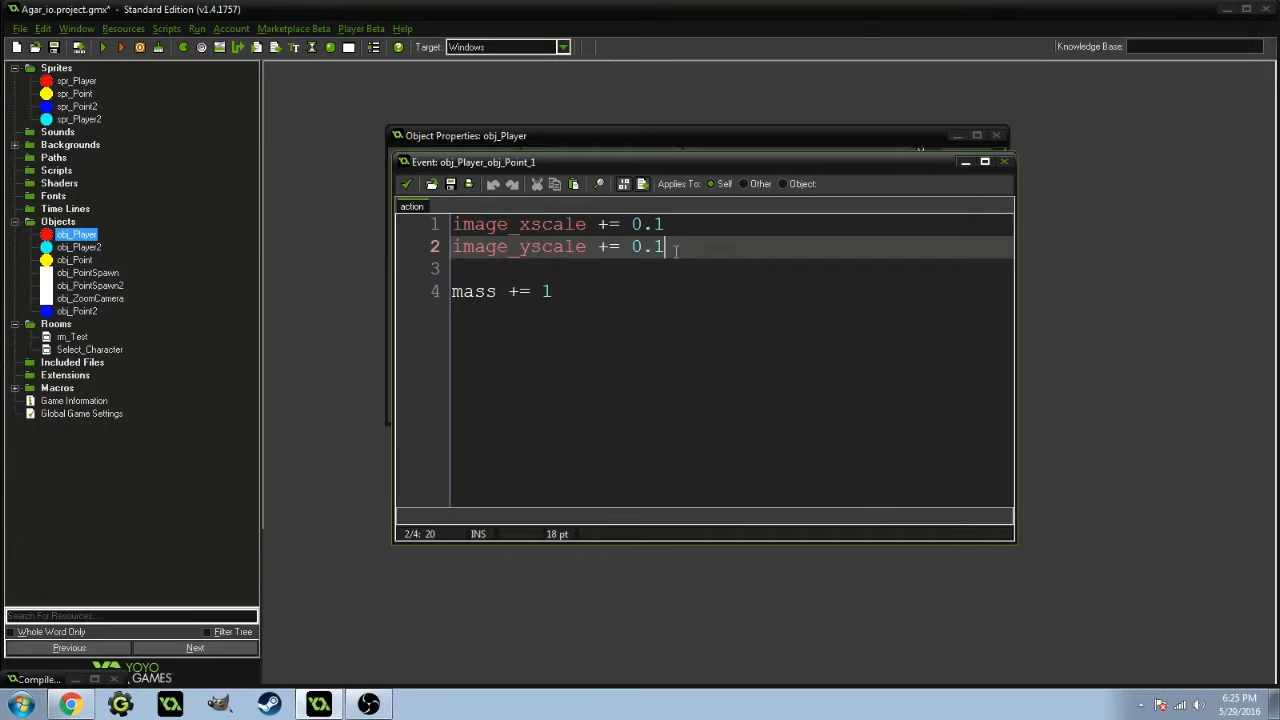 Agar_io.project.gmx* - Standard Edition (v1.4.1757)
File Edit Window Resources Scripts Run Account Marketplace Beta Player Beta Help
Target: Windows
Knowledge Base:
Sprites
spr_Player
spr_Point
spr_Point2
spr_Player2
Sounds
Backgrounds
Paths
Scripts
Shaders
Fonts
Time Lines
Objects
obj_Player
obj_Player2
obj_Point
obj_PointSpawn
obj_PointSpawn2
obj_ZoomCamera
obj_Point2
Rooms
rm_Test
Select_Character
Included Files
Extensions
Macros
Game Information
Global Game Settings
Search For Resources...
Whole Word Only Filter Tree
Previous Next
YOYO
GAMES
Compile...
Object Properties: obj_Player
Event: obj_Player_obj_Point_1
Applies To: Self Other Object:
action
1 image_xscale += 0.1
2 image_yscale += 0.1
3
4 mass += 1
2/4: 20 INS 18 pt
6:25 PM
5/29/2016